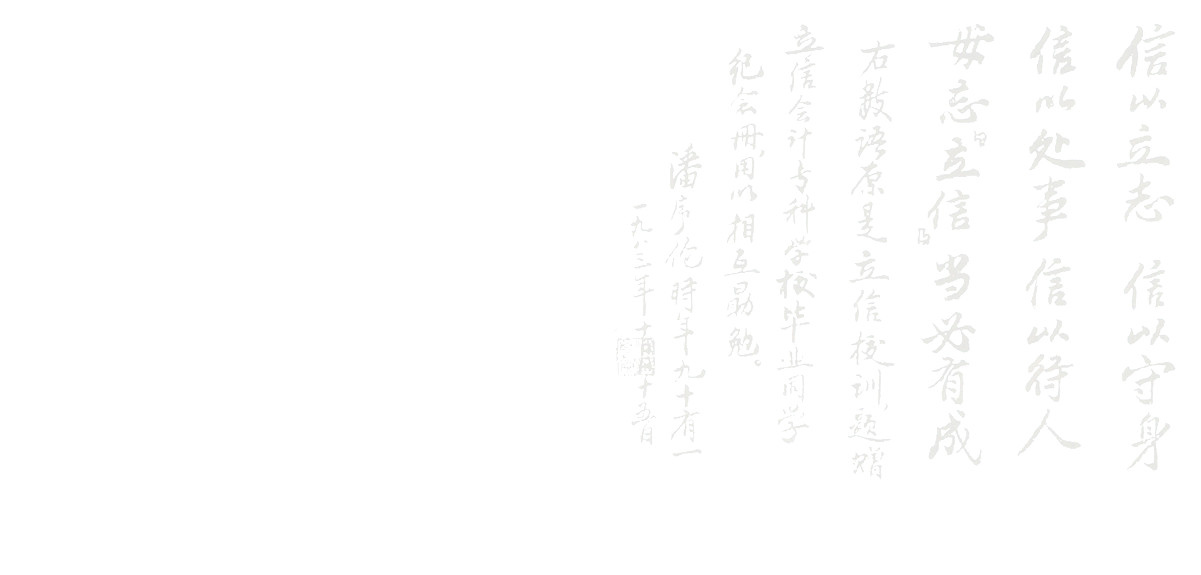 信以立志 信以守身
信以处事 信以待人
毋忘立信 当必有成
右数语原是立信校训,题赠
立信会计专科学校毕业同学
纪念冊,用以相互勗勉。
潘序伦時年九十有一
一九八三年十月十五日